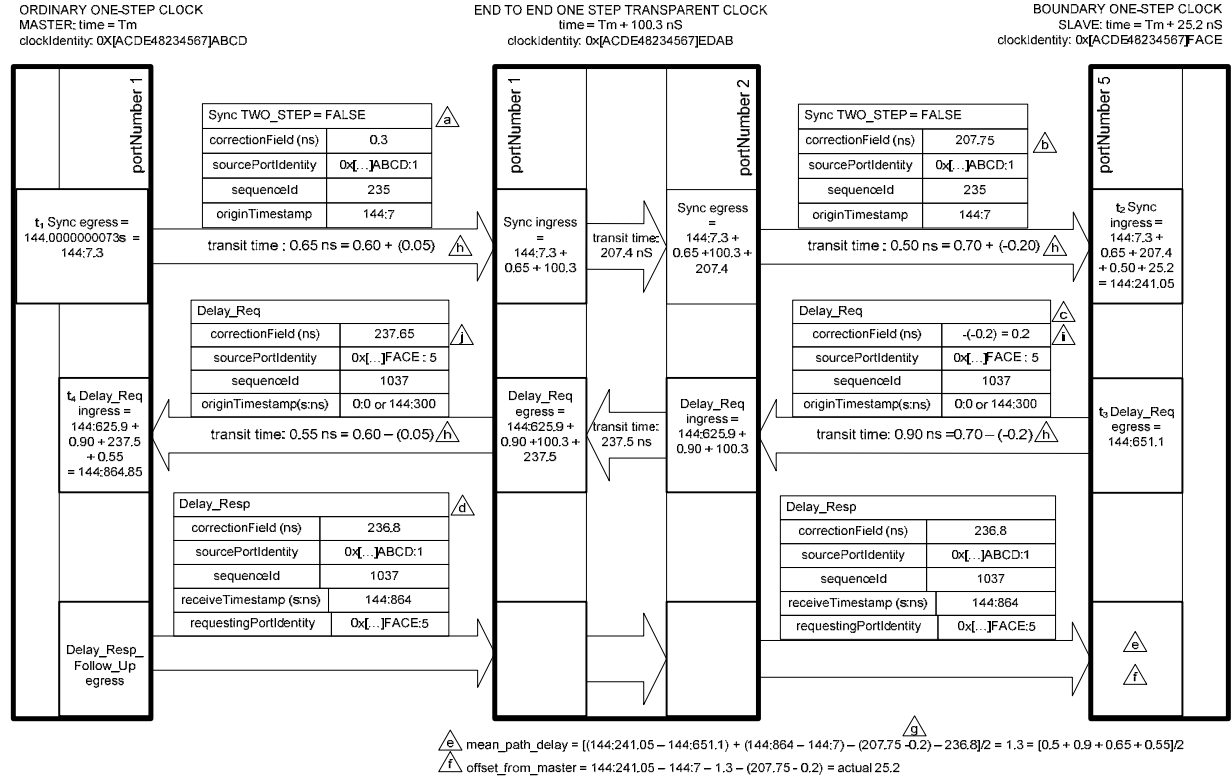 ORDINARY ONE-STEP CLOCK
MASTER: time = Tm
clockIdentity: 0X[ACDE48234567]ABCD
END TO END ONE STEP TRANSPARENT CLOCK
time = Tm + 100.3 nS
clockIdentity: 0x[ACDE48234567]EDAB
BOUNDARY ONE-STEP CLOCK
SLAVE: time = Tm + 25.2 nS
clockIdentity: 0x[ACDE48234567]FACE
portNumber 1
portNumber 1
portNumber 2
portNumber 5
Sync TWO_STEP = FALSE
a
correctionField (ns) 0.3
sourcePortIdentity 0x[...]ABCD:1
sequenceId 235
originTimestamp 144:7
Sync TWO_STEP = FALSE
b
correctionField (ns) 207.75
sourcePortIdentity 0x[...]ABCD:1
sequenceId 235
originTimestamp 144:7
t1 Sync egress =
144.0000000073s =
144:7.3
transit time : 0.65 ns = 0.60 + (0.05) h
Sync ingress
=
144:7.3 +
0.65 + 100.3
transit time:
207.4 nS
Sync egress
=
144:7.3 +
0.65 +100.3 +
207.4
transit time : 0.50 ns = 0.70 + (-0.20) h
t2 Sync
ingress =
144:7.3 +
0.65 + 207.4
+ 0.50 + 25.2
= 144:241.05
Delay_Req
correctionField (ns) 237.65
j
sourcePortIdentity 0x[...]FACE : 5
sequenceId 1037
originTimestamp(s:ns) 0:0 or 144:300
Delay_Req
c
correctionField (ns) -(-0.2) = 0.2
i
sourcePortIdentity 0x[...]FACE : 5
sequenceId 1037
originTimestamp(s:ns) 0:0 or 144:300
t4 Delay_Req
ingress =
144:625.9
+
0.90 + 237.5
+ 0.55
= 144:864.85
transit time: 0.55 ns = 0.60 – (0.05) h
Delay_Req
egress =
144:625.9 +
0.90 +100.3 +
237.5
transit time:
237.5 ns
Delay_Req
ingress =
144:625.9 +
0.90 + 100.3
transit time: 0.90 ns =0.70 – (-0.2) h
t3 Delay_Req
egress =
144:651.1
Delay_Resp
d
correctionField (ns) 236.8
sourcePortIdentity 0x[...]ABCD:1
sequenceId 1037
receiveTimestamp (s:ns) 144:864
requestingPortIdentity 0x[...]FACE:5
Delay_Resp
correctionField (ns) 236.8
sourcePortIdentity 0x[...]ABCD:1
sequenceId 1037
receiveTimestamp (s:ns) 144:864
requestingPortIdentity 0x[...]FACE:5
Delay_Resp_
Follow_Up
egress
e
f
g
e mean_path_delay = [(144:241.05 – 144:651.1) + (144:864 – 144:7) – (207.75 -0.2) – 236.8]/2 = 1.3 = [0.5 + 0.9 + 0.65 + 0.55]/2
f offset_from_master = 144:241.05 – 144:7 – 1.3 – (207.75 - 0.2) = actual 25.2